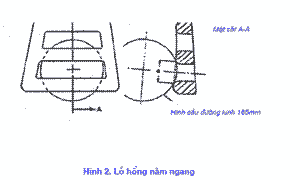 Mặt cắt A-A
A
Hình cầu đường kính 165mm
Hình 2. Lỗ hổng nằm ngang